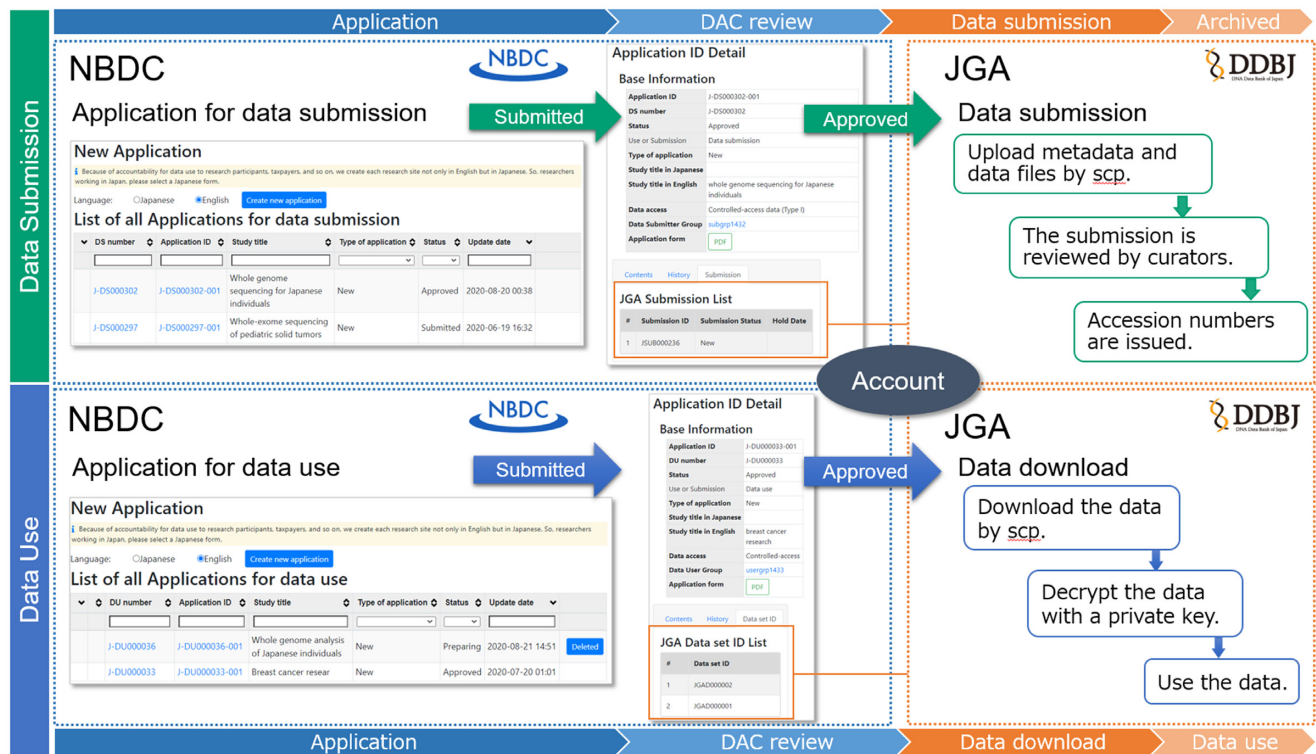 Application
DAC review
Data submission
Archived
Data Submission
NBDC
NBDC
Application for data submission
Submitted
New Application
Because of accountability for data use to research participants, taxpayers, and so on, we create each research site not only in English but in Japanese. So, researchers
working in Japan, please select a Japanese form.
Language: Japanese English Create new application
List of all Applications for data submission
DS number Application ID Study title Type of application Status Update date
J-DS000302 J-DS000302-001 Whole genome sequencing for Japanese individuals New Approved 2020-08-20 00:38
J-DS000297 J-DS000297-001 Whole-exome sequencing of pediatric solid tumors New Submitted 2020-06-19 16:32
Application ID Detail
Base Information
Application ID J-DS000302-001
DS number J-DS000302
Status Approved
Use or Submission Data submission
Type of application New
Study title in Japanese
Study title in English whole genome sequencing for Japanese
individuals
Data access Controlled-access data (Type I)
Data Submitter Group subgrp1432
Application form PDF
Contents History Submission
JGA Submission List
# Submission ID Submission Status Hold Date
1 JSUB000236 New
Approved
JGA
DDBJ
DNA Data Bank of Japan
Data submission
Upload metadata and
data files by scp.
The submission is
reviewed by curators.
Accession numbers
are issued.
Account
Data Use
NBDC
NBDC
Application for data use
Submitted
New Application
Because of accountability for data use to research participants, taxpayers, and so on, we create each research site not only in English but in Japanese. So, researchers
working in Japan, please select a Japanese form.
Language: Japanese English Create new application
List of all Applications for data use
DU number Application ID Study title Type of application Status Update date
J-DU000036 J-DU000036-001 Whole genome analysis of Japanese individuals New Preparing 2020-08-21 14:51 Deleted
J-DU000033 J-DU000033-001 Breast cancer resear New Approved 2020-07-20 01:01
Application ID Detail
Base Information
Application ID J-DU000033-001
DU number J-DU000033
Status Approved
Use or Submission Data use
Type of application New
Study title in Japanese
Study title in English breast cancer
research
Data access Controlled-access
Data User Group usergrp1433
Application form PDF
Contents History Data set ID
JGA Data set ID List
# Data set ID
1 JGAD000002
2 JGAD000001
Approved
JGA
DDBJ
DNA Data Bank of Japan
Data download
Download the data
by scp.
Decrypt the data
with a private key.
Use the data.
Application
DAC review
Data download
Data use